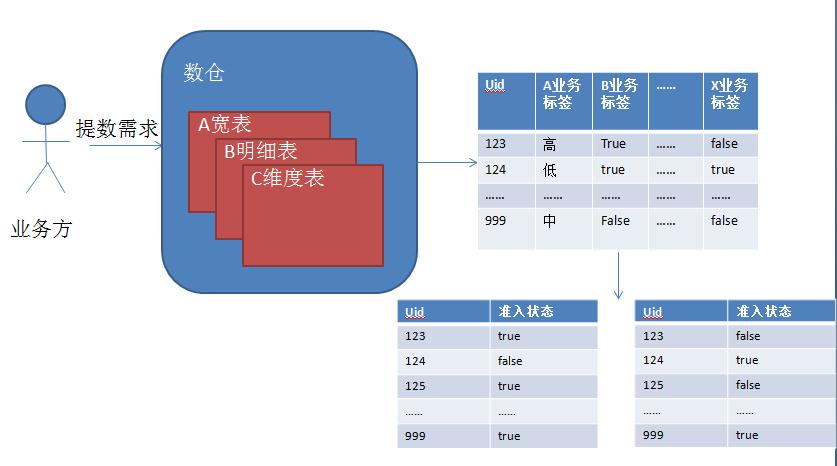 提数需求
业务方
数仓
A宽表
B明细表
C维度表
Uid A业务标签 B业务标签 …… X业务标签
123 高 True …… false
124 低 true …… true
…… …… …… …… ……
999 中 False …… false
Uid 准入状态
123 true
124 false
125 true
…… ……
999 true
Uid 准入状态
123 false
124 true
125 false
…… ……
999 true